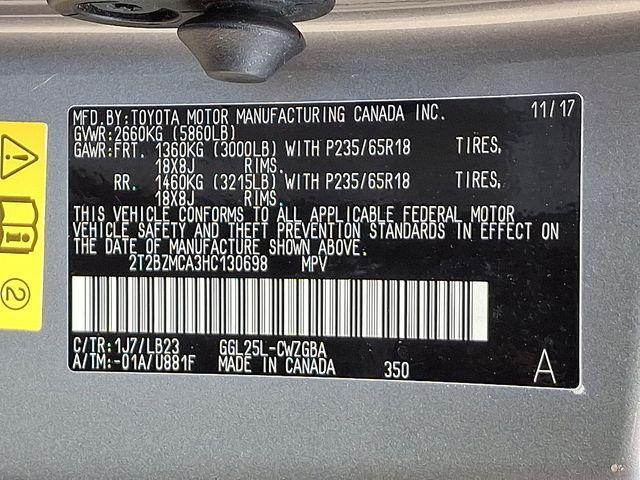 MFD.BY:TOYOTA MOTOR MANUFACTURING CANADA INC. 11/17
GVWR:2660KG (5860LB)
GAWR:FRT. 1360KG (3000LB) WITH P235/65R18 TIRES,
18X8J RIMS.
RR. 1460KG (3215LB) WITH P235/65R18 TIRES,
18X8J RIMS.
THIS VEHICLE CONFORMS TO ALL APPLICABLE FEDERAL MOTOR
VEHICLE SAFETY AND THEFT PREVENTION STANDARDS IN EFFECT ON
THE DATE OF MANUFACTURE SHOWN ABOVE.
2T2BZMCA3HC130698 MPV
C/TR:1J7/LB23 GGL25L-CWZGBA
A/TM:-01A/U881F MADE IN CANADA 350 A
2